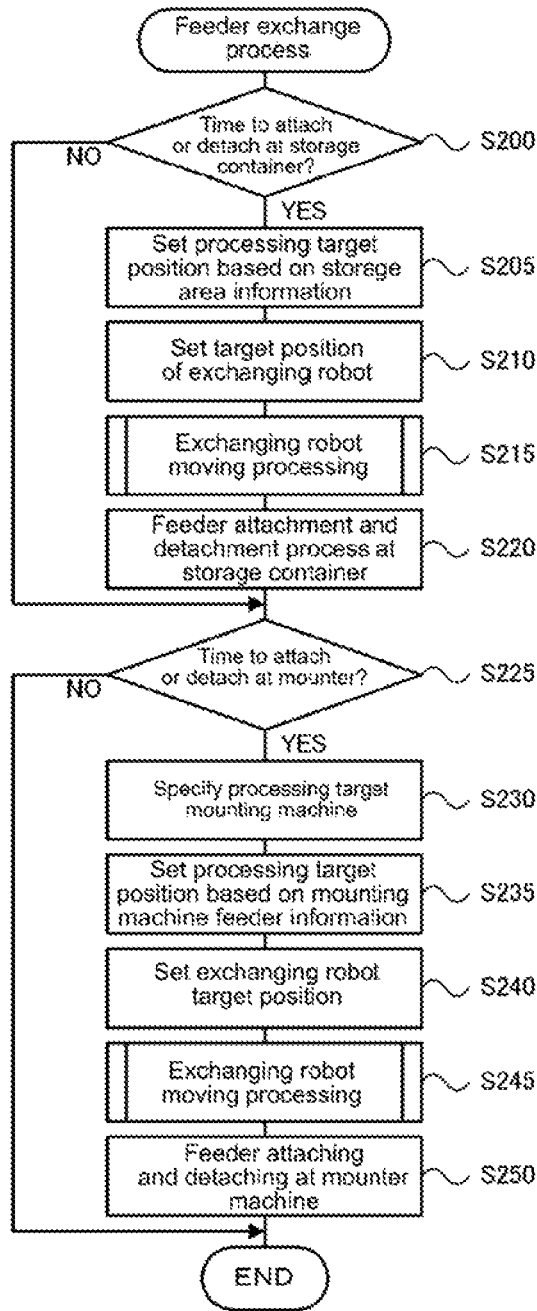 Feeder exchange
process
Time to attach
or detach at storage
container?
S200
NO
YES
Set processing target
position based on storage
area information
S205
Set target position
of exchanging robot
S210
Exchanging robot
moving processing
S215
Feeder attachment and
detachment process at
storage container
S220
Time to attach
or detach at mounter?
S225
NO
YES
Specify processing target
mounting machine
S230
Set processing target
position based on mounting
machine feeder information
S235
Set exchanging robot
target position
S240
Exchanging robot
moving processing
S245
Feeder attaching
and detaching at mounter
machine
S250
END